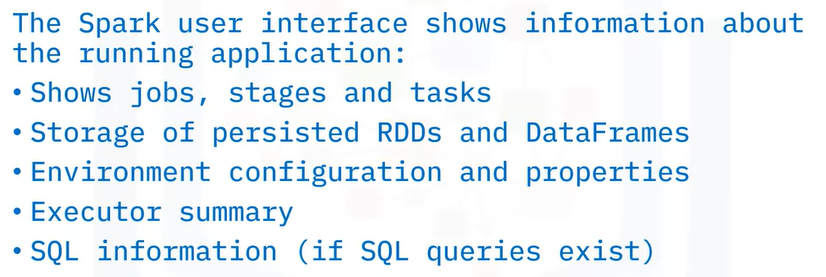 The Spark user interface shows information about
the running application:
• Shows jobs, stages and tasks
• Storage of persisted RDDs and DataFrames
• Environment configuration and properties
• Executor summary
• SQL information (if SQL queries exist)